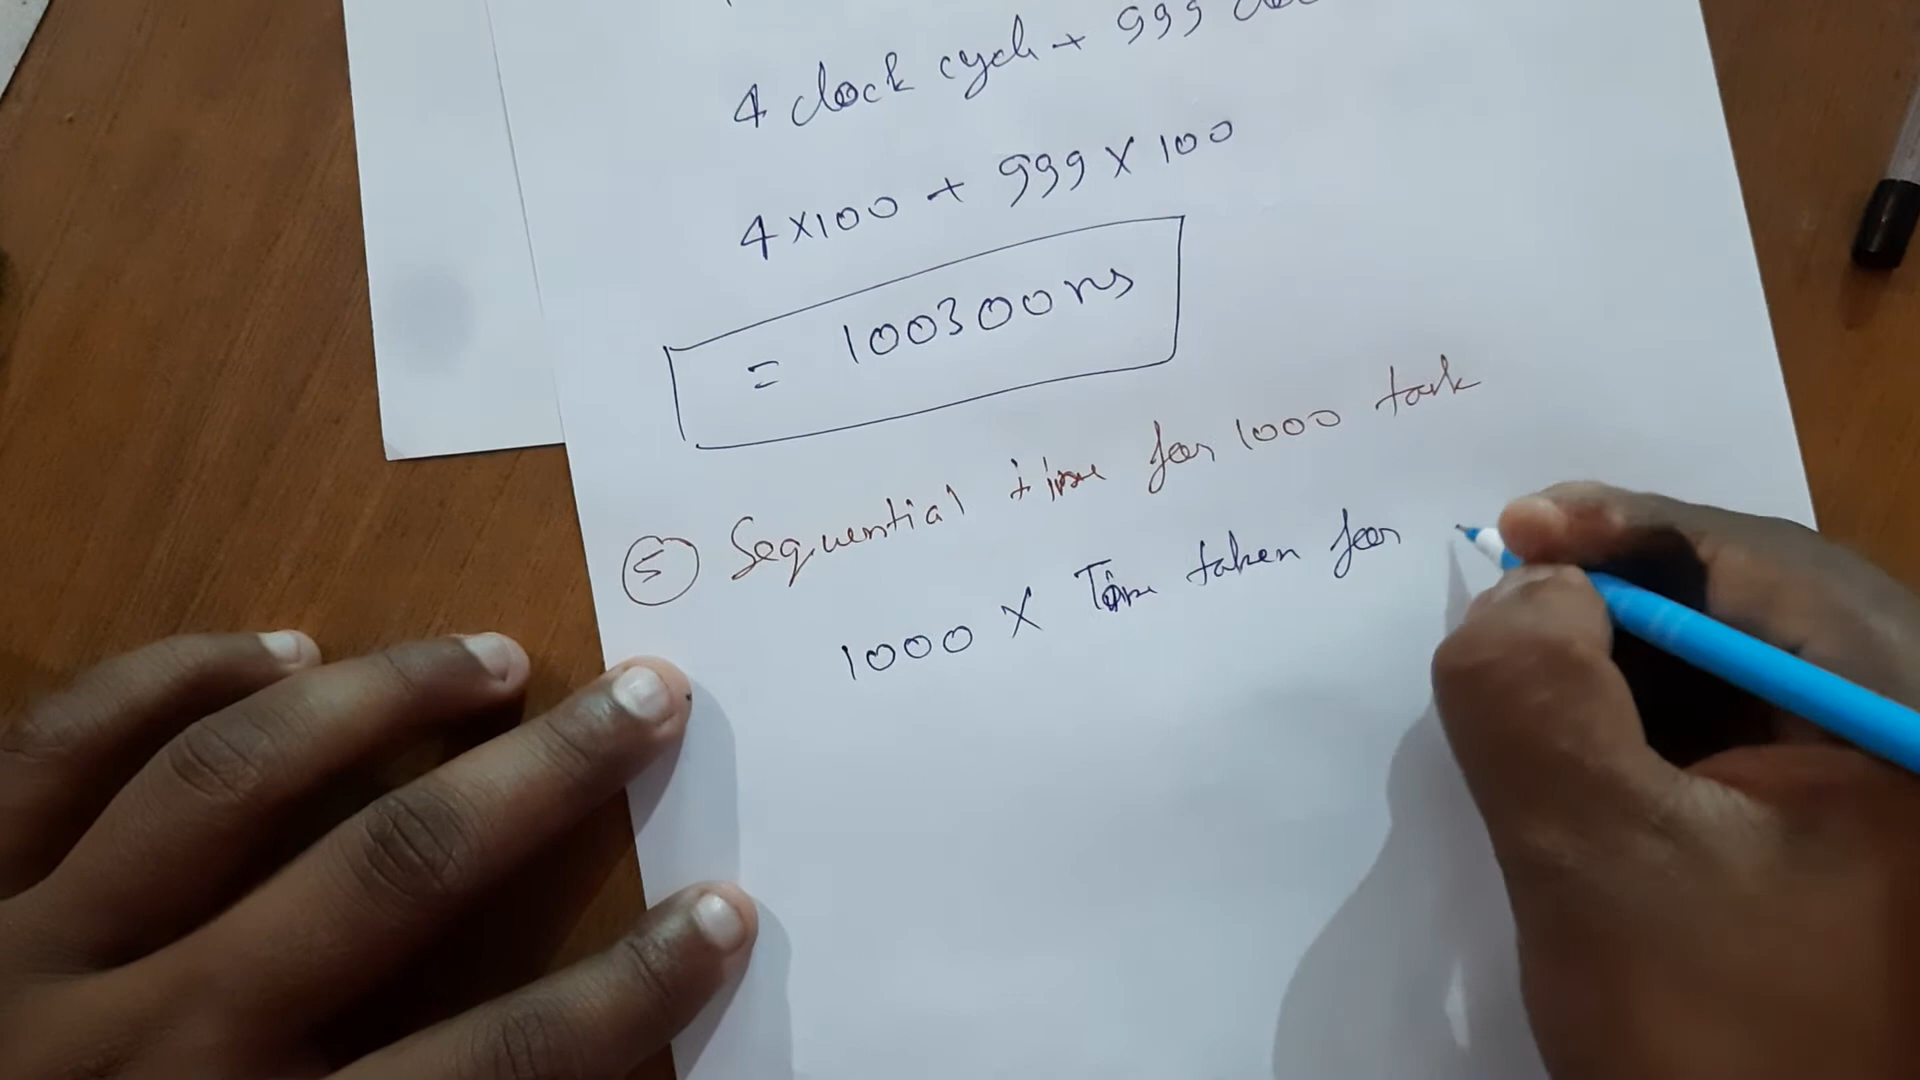 4 clock cycle + 999
4 x 100 + 999 x 100
= 100300 ns
5 Sequential time for 1000 task
1000 x Time taken for